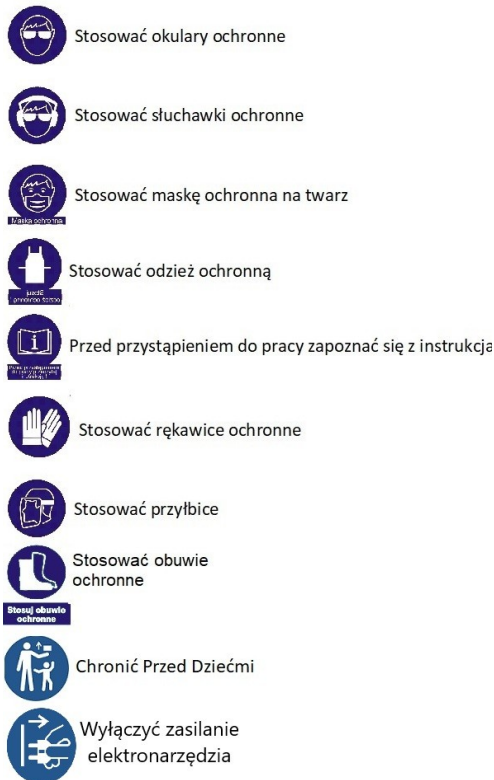 Stosować okulary ochronne
Stosować słuchawki ochronne
Stosować maskę ochronna na twarz
Maska ochronna
Stosować odzież ochronną
Przed przystąpieniem do pracy zapoznać się z instrukcja
Stosować rękawice ochronne
Stosować przyłbice
Stosować obuwie
ochronne
Stosuj obuwie
ochronne
Chronić Przed Dziećmi
Wyłączyć zasilanie
elektronarzędzia